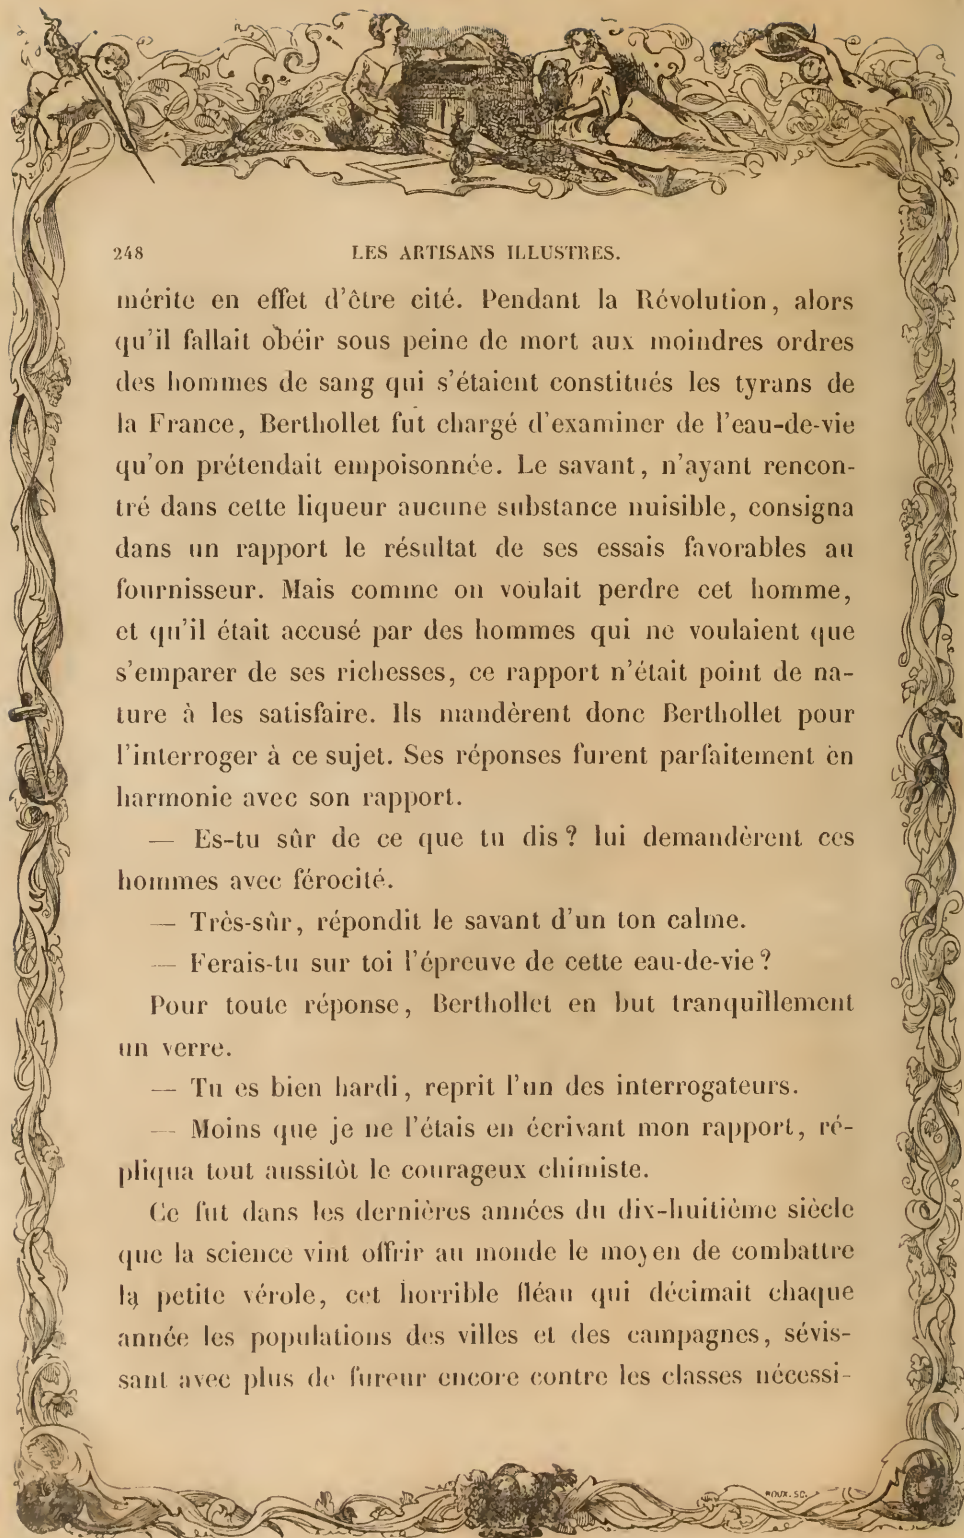 248 LES ARTISANS ILLUSTRES.
mérite en effet d'être cité. Pendant la Révolution, alors
qu'il fallait obéir sous peine de mort aux moindres ordres
des hommes de sang qui s'étaient constitués les tyrans de
la France, Berthollet fut chargé d'examiner de l'eau-de-vie
qu'on prétendait empoisonnée. Le savant, n'ayant rencon-
tré dans cette liqueur aucune substance nuisible, consigna
dans un rapport le résultat de ses essais favorables au
fournisseur. Mais comme on voulait perdre cet homme,
et qu'il était accusé par des hommes qui ne voulaient que
s'emparer de ses richesses, ce rapport n'était point de na-
ture à les satisfaire. Ils mandèrent donc Berthollet pour
l'interroger à ce sujet. Ses réponses furent parfaitement en
harmonie avec son rapport.
— Es-tu sûr de ce que tu dis ? lui demandèrent ces
hommes avec férocité.
— Très-sûr, répondit le savant d'un ton calme.
— Ferais-tu sur toi l'épreuve de cette eau-de-vie ?
Pour toute réponse, Berthollet en but tranquillement
un verre.
— Tu es bien hardi, reprit l'un des interrogateurs.
— Moins que je ne l'étais en écrivant mon rapport, ré-
pliqua tout aussitôt le courageux chimiste.
Ce fut dans les dernières années du dix-huitième siècle
que la science vint offrir au monde le moyen de combattre
la petite vérole, cet horrible fléau qui décimait chaque
année les populations des villes et des campagnes, sévis-
sant avec plus de fureur encore contre les classes nécessi-
ROUX. SC.